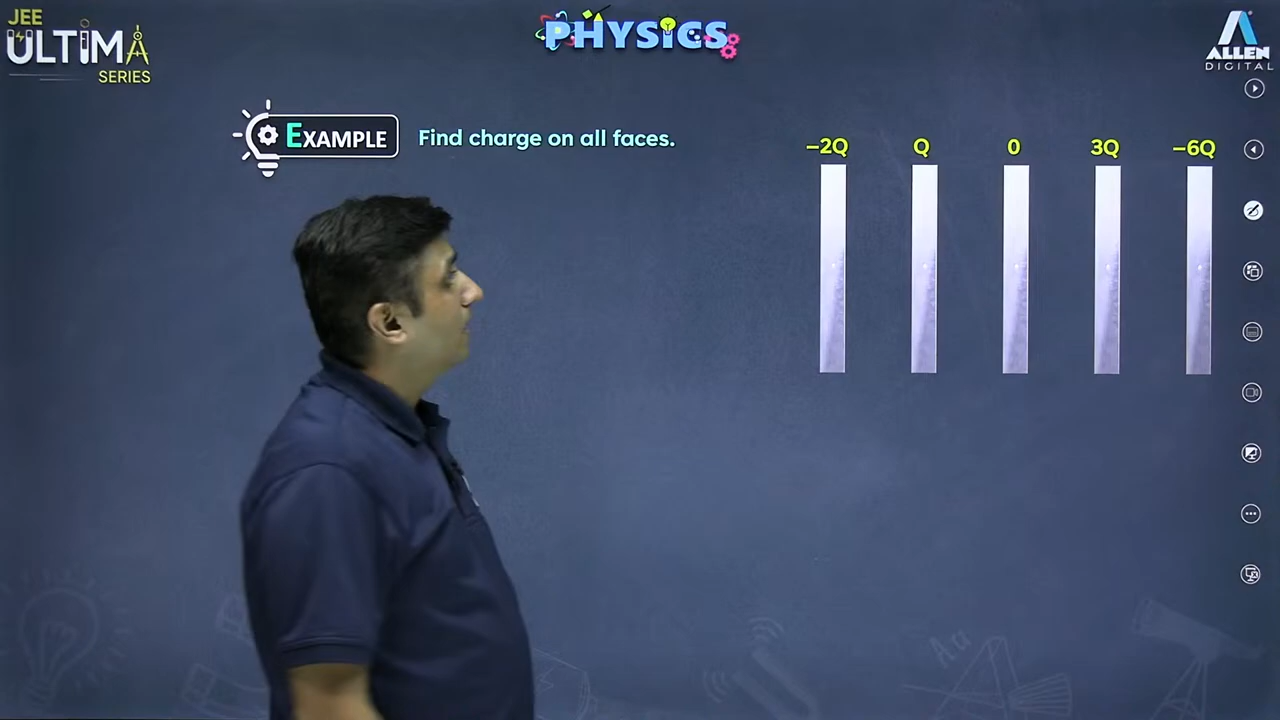 JEE
ULTIMA
SERIES
PHYSICS
ALLEN
DIGITAL
EXAMPLE Find charge on all faces.
–2Q Q 0 3Q –6Q